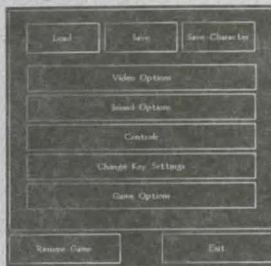 Load Save Save Character
Video Options
Sound Options
Controls
Change Key Settings
Game Options
Resume Game Exit